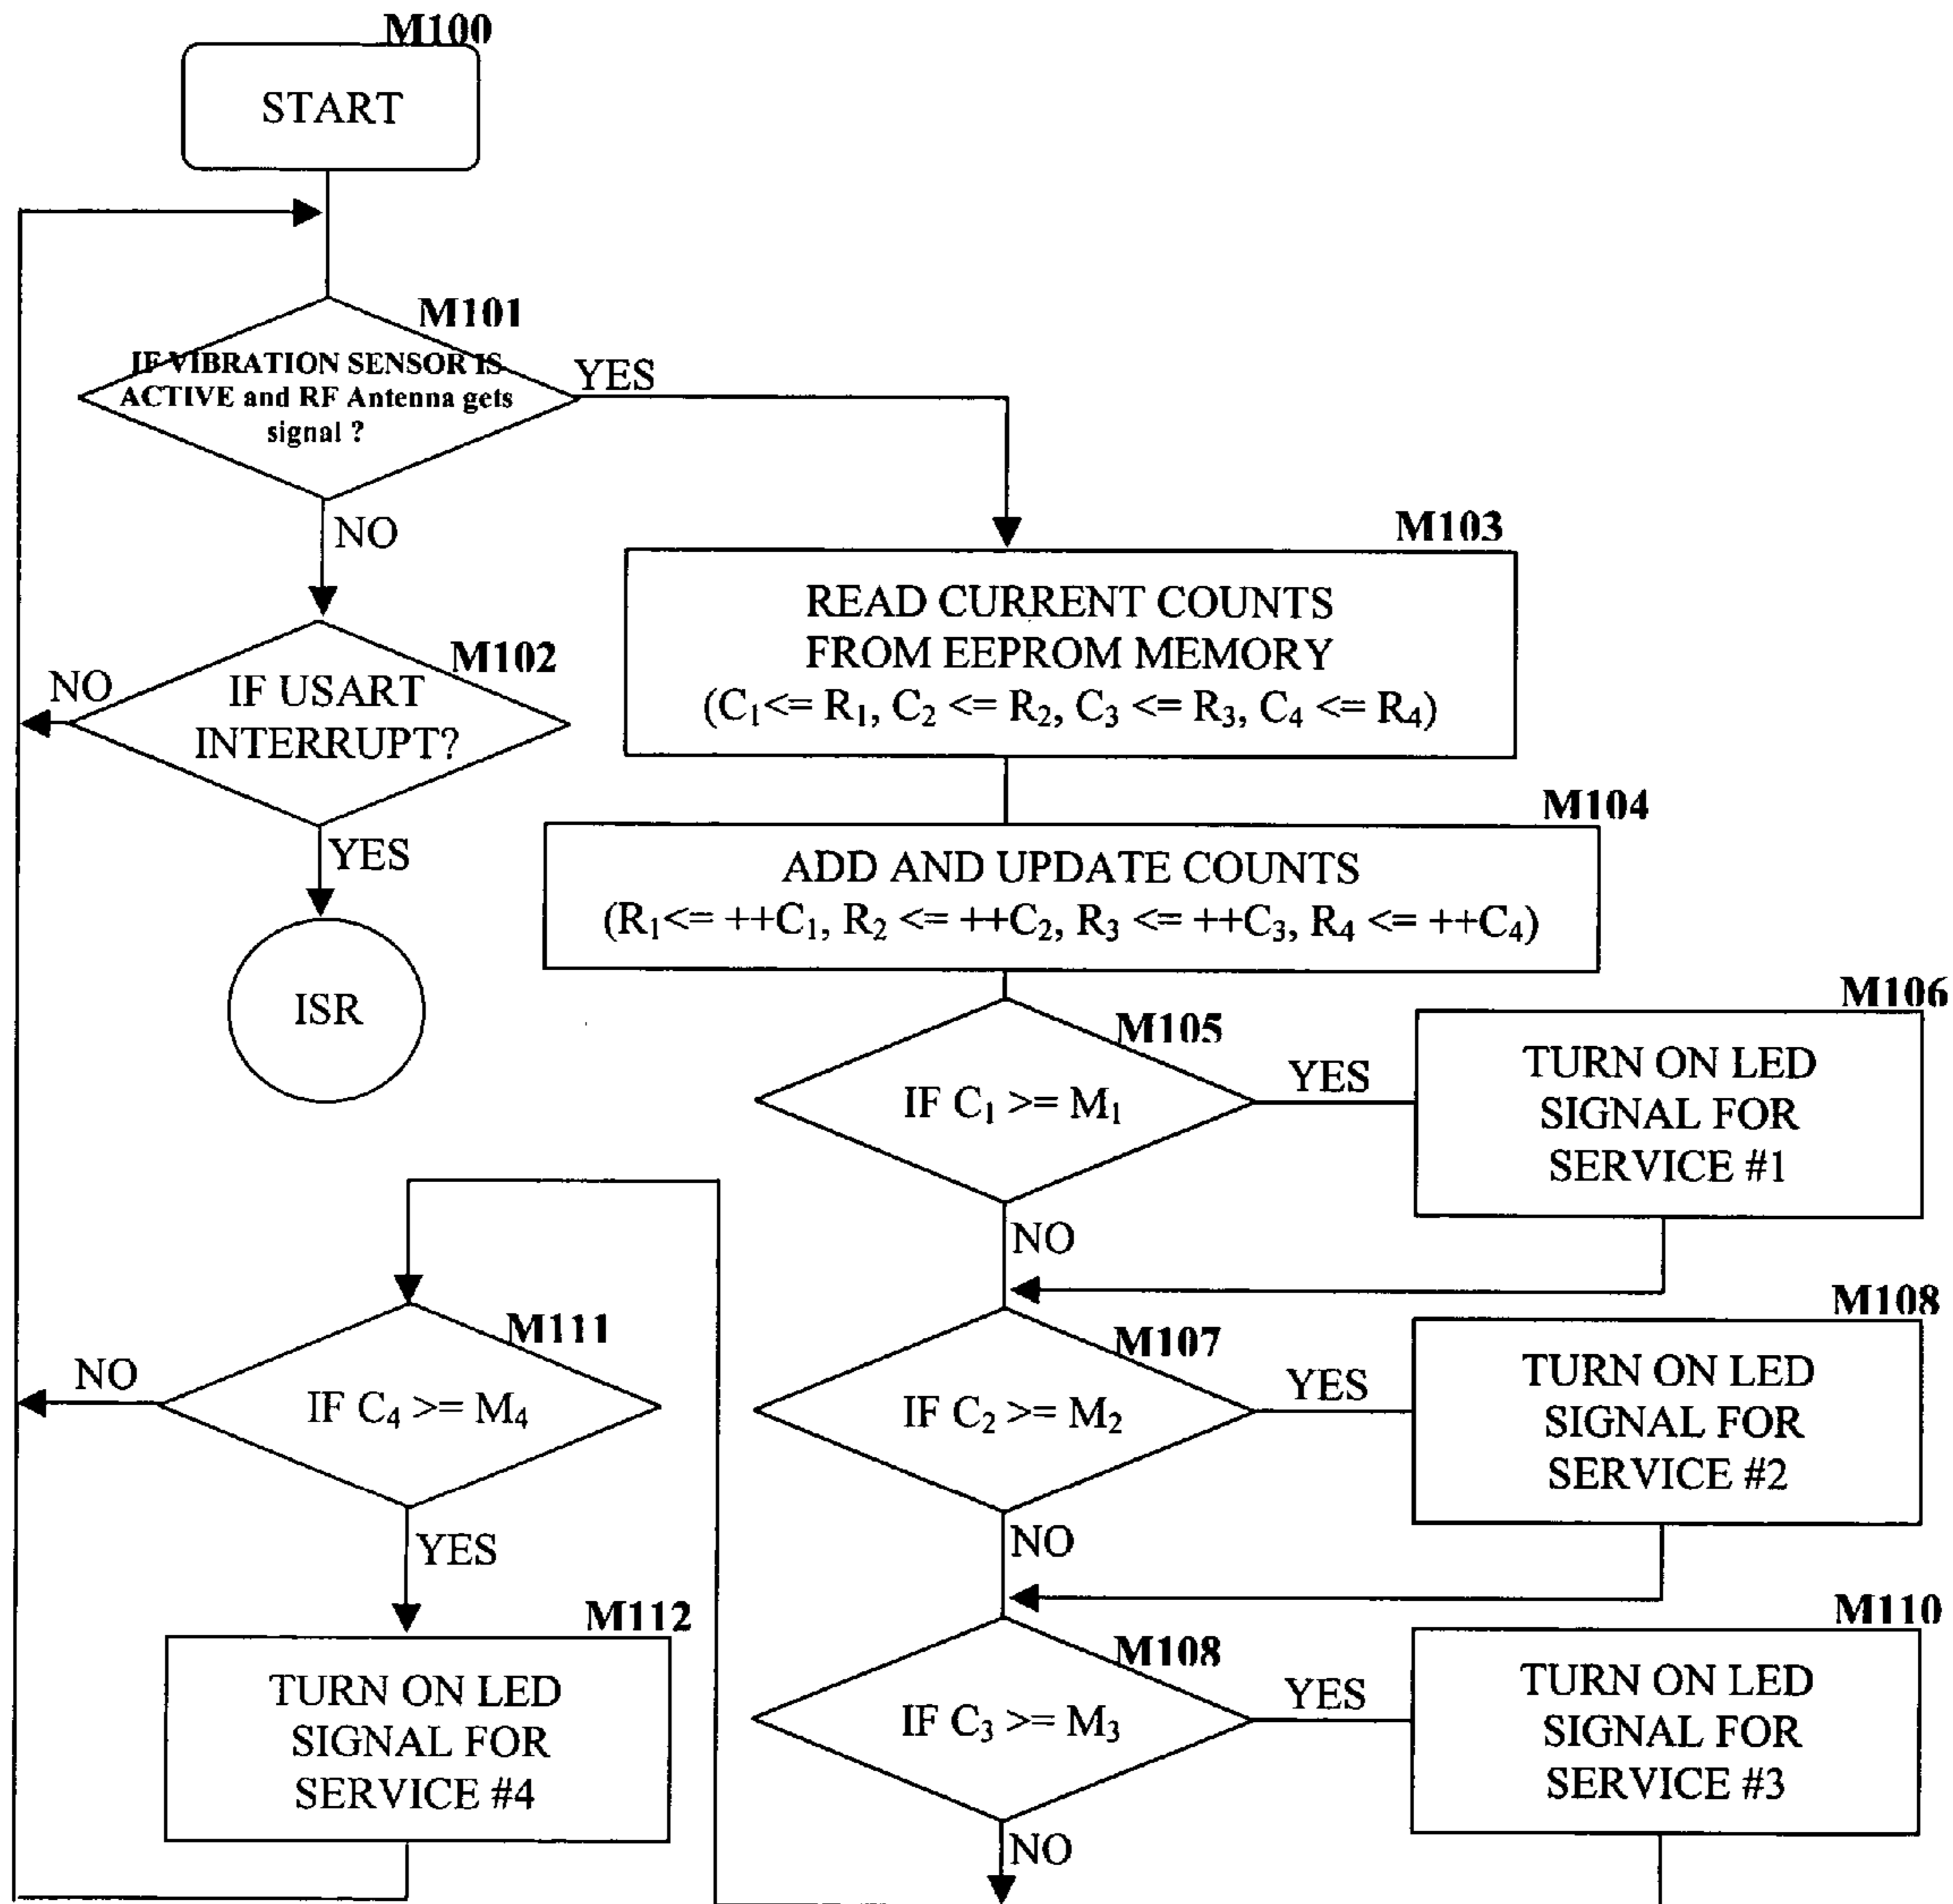 M100
START
M101
IF VIBRATION SENSOR IS
ACTIVE and RF Antenna gets
signal ?
YES
NO
M102
NO
IF USART
INTERRUPT?
YES
ISR
M103
READ CURRENT COUNTS
FROM EEPROM MEMORY
(C₁<= R₁, C₂ <= R₂, C₃ <= R₃, C₄ <= R₄)
M104
ADD AND UPDATE COUNTS
(R₁<= ++C₁, R₂ <= ++C₂, R₃ <= ++C₃, R₄ <= ++C₄)
M105
IF C₁ >= M₁
YES
M106
TURN ON LED
SIGNAL FOR
SERVICE #1
NO
M107
IF C₂ >= M₂
YES
M108
TURN ON LED
SIGNAL FOR
SERVICE #2
NO
M108
IF C₃ >= M₃
YES
M110
TURN ON LED
SIGNAL FOR
SERVICE #3
NO
M111
NO
IF C₄ >= M₄
YES
M112
TURN ON LED
SIGNAL FOR
SERVICE #4